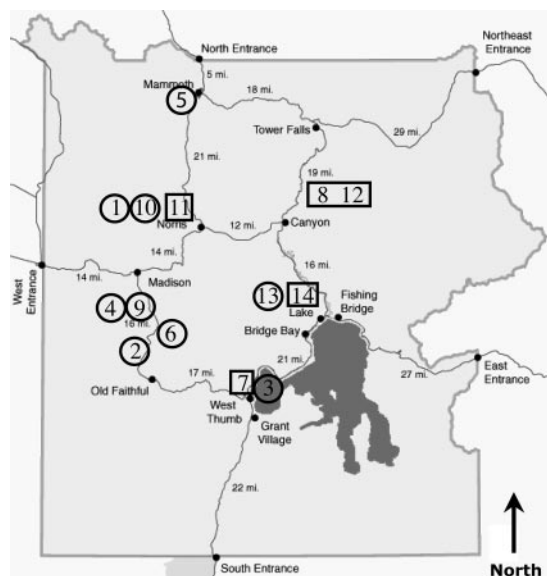 North Entrance
Northeast
Entrance
5 mi.
Mammoth
5
18 mi.
Tower Falls
29 mi.
21 mi.
19 mi.
8 12
1 10 11
Norris
12 mi.
Canyon
14 mi.
16 mi.
West
Entrance
14 mi.
Madison
13 14
Fishing
Bridge
Lake
4 9
16 mi.
6
Bridge Bay
2
21 mi.
East
Entrance
27 mi.
17 mi.
7 3
Old Faithful
West
Thumb
Grant
Village
22 mi.
South Entrance
North